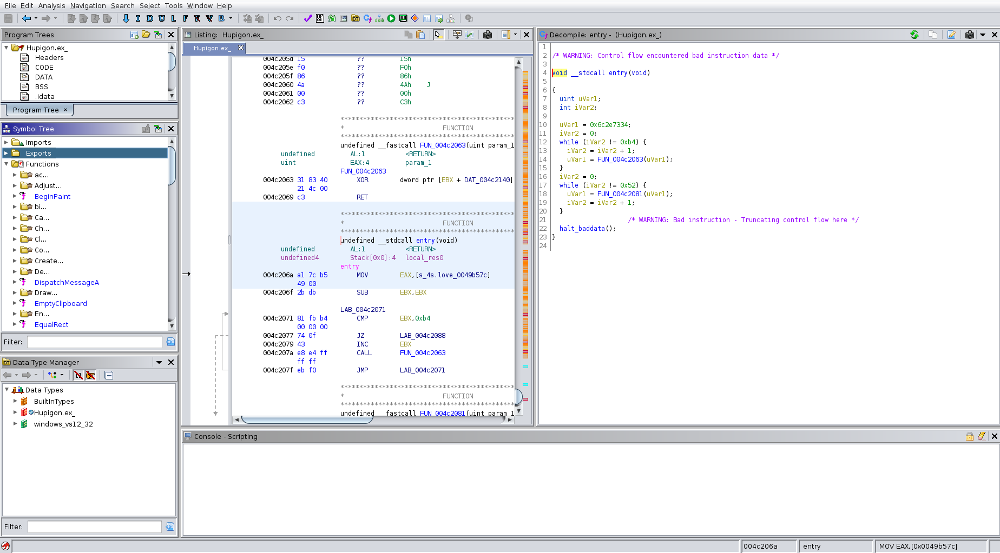 File Edit Analysis Navigation Search Select Tools Window Help
I D U L F F V B
Program Trees
Hupigon.ex_
Headers
CODE
DATA
BSS
.idata
Program Tree ×
Symbol Tree
Imports
Exports
Functions
ac...
Adjust...
BeginPaint
bi...
Ca...
Ch...
Cl...
Co...
Create...
De...
DispatchMessageA
Draw...
EmptyClipboard
En...
EqualRect
Filter:
Data Type Manager
Data Types
BuiltInTypes
Hupigon.ex_
windows_vs12_32
Filter:
Listing: Hupigon.ex_
Hupigon.ex_
004c205d 15 ?? 15h
004c205e f0 ?? F0h
004c205f 86 ?? 86h
004c2060 4a ?? 4Ah J
004c2061 00 ?? 00h
004c2062 c3 ?? C3h
**********************************************
* FUNCTION
**********************************************
undefined __fastcall FUN_004c2063(uint param_1
undefined AL:1 <RETURN>
uint EAX:4 param_1
FUN_004c2063
004c2063 31 83 40 XOR dword ptr [EBX + DAT_004c2140]
21 4c 00
004c2069 c3 RET
**********************************************
* FUNCTION
**********************************************
undefined __stdcall entry(void)
undefined AL:1 <RETURN>
undefined4 Stack[0x0]:4 local_res0
entry
004c206a a1 7c b5 MOV EAX,[s_4s.love_0049b57c]
49 00
004c206f 2b db SUB EBX,EBX
LAB_004c2071
004c2071 81 fb b4 CMP EBX,0xb4
00 00 00
004c2077 74 0f JZ LAB_004c2088
004c2079 43 INC EBX
004c207a e8 e4 ff CALL FUN_004c2063
ff ff
004c207f eb f0 JMP LAB_004c2071
**********************************************
* FUNCTION
**********************************************
undefined __fastcall FUN_004c2081(uint param_1
Decompile: entry - (Hupigon.ex_)
1
2 /* WARNING: Control flow encountered bad instruction data */
3
4 void __stdcall entry(void)
5
6 {
7 uint uVar1;
8 int iVar2;
9
10 uVar1 = 0x6c2e7334;
11 iVar2 = 0;
12 while (iVar2 != 0xb4) {
13 iVar2 = iVar2 + 1;
14 uVar1 = FUN_004c2063(uVar1);
15 }
16 iVar2 = 0;
17 while (iVar2 != 0x52) {
18 uVar1 = FUN_004c2081(uVar1);
19 iVar2 = iVar2 + 1;
20 }
21 /* WARNING: Bad instruction - Truncating control flow here */
22 halt_baddata();
23 }
24
Console - Scripting
004c206a entry MOV EAX,[0x0049b57c]